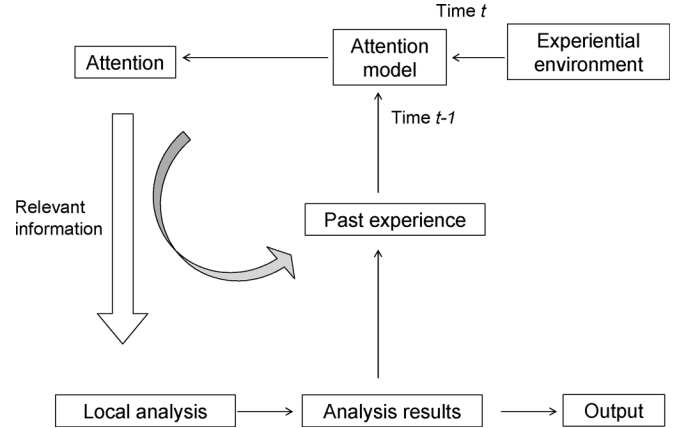 Time t
Attention
Attention
model
Experiential
environment
Time t-1
Relevant
information
Past experience
Local analysis
Analysis results
Output